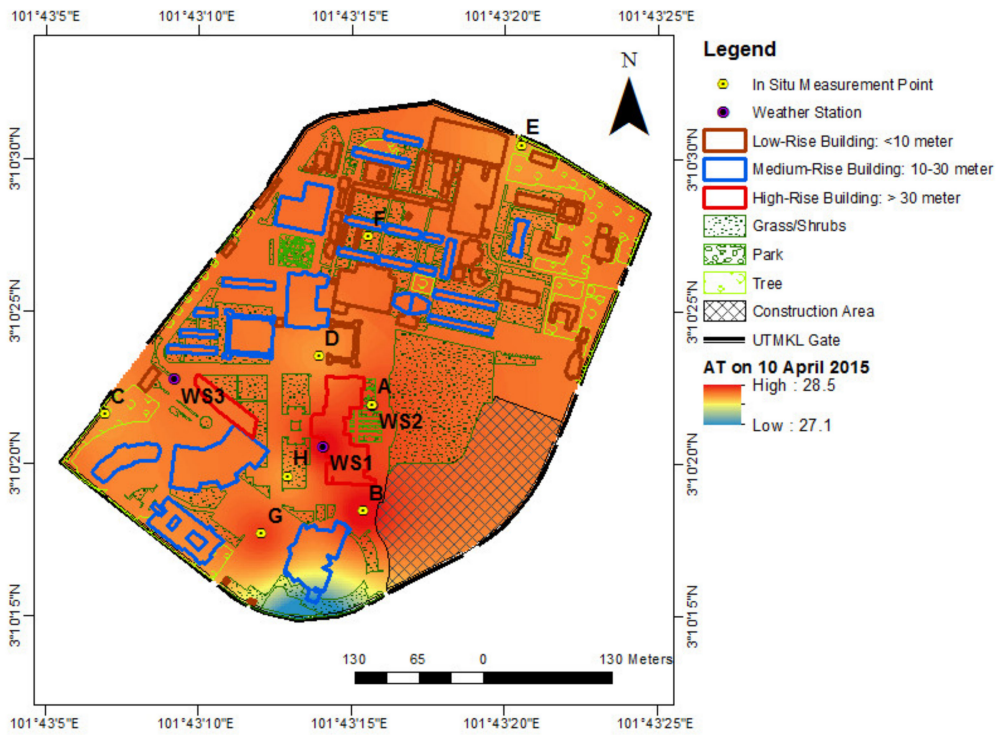 101°43'5"E 101°43'10"E 101°43'15"E 101°43'20"E 101°43'25"E
N
Legend
In Situ Measurement Point
Weather Station
Low-Rise Building: <10 meter
Medium-Rise Building: 10-30 meter
High-Rise Building: > 30 meter
Grass/Shrubs
Park
Tree
Construction Area
UTMKL Gate
AT on 10 April 2015
High : 28.5
Low : 27.1
3°10'30"N 3°10'30"N
3°10'25"N 3°10'25"N
3°10'20"N 3°10'20"N
3°10'15"N 3°10'15"N
E
F
D
A
C
WS3
WS2
H
WS1
B
G
130 65 0 130 Meters
101°43'5"E 101°43'10"E 101°43'15"E 101°43'20"E 101°43'25"E